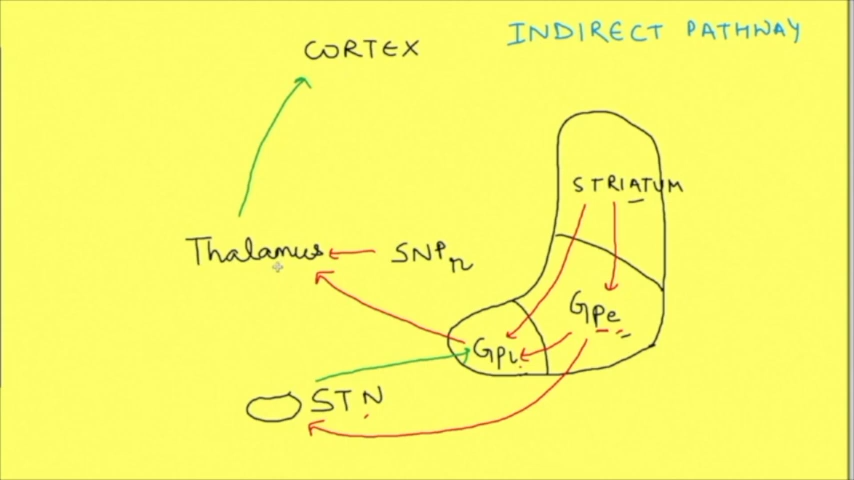 INDIRECT PATHWAY
CORTEX
STRIATUM
Thalamus
SNPr
GPe
GPi
STN